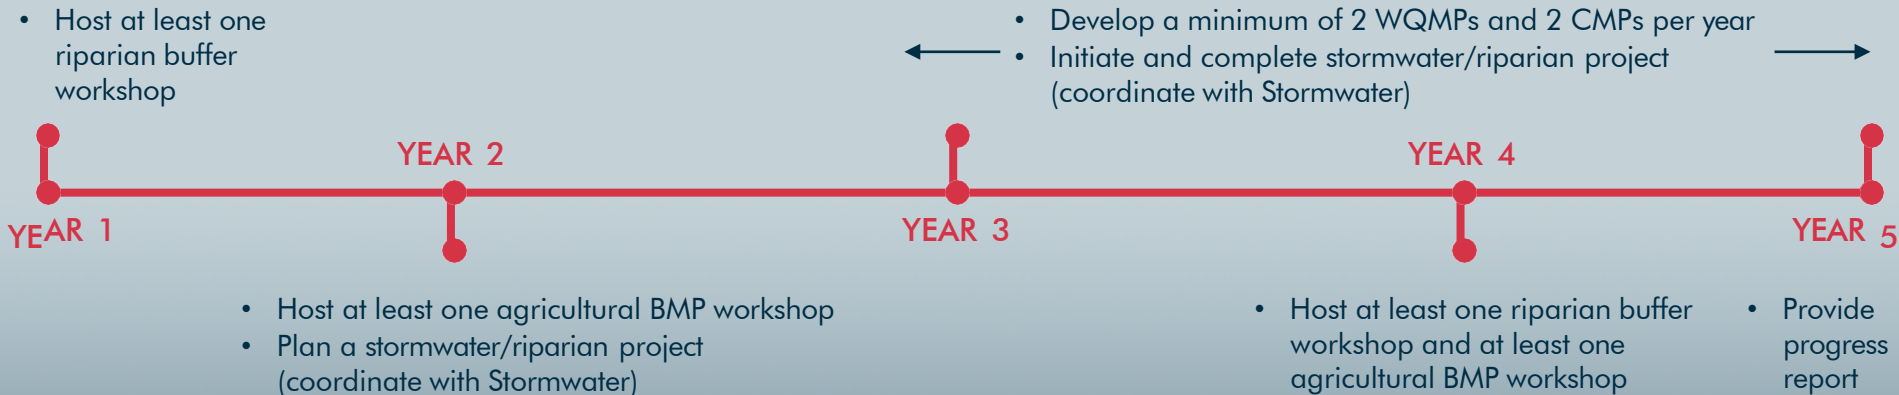 • Host at least one
riparian buffer
workshop
• Develop a minimum of 2 WQMPs and 2 CMPs per year
• Initiate and complete stormwater/riparian project
(coordinate with Stormwater)
YEAR 1
YEAR 2
YEAR 3
YEAR 4
YEAR 5
• Host at least one agricultural BMP workshop
• Plan a stormwater/riparian project
(coordinate with Stormwater)
• Host at least one riparian buffer
workshop and at least one
agricultural BMP workshop
• Provide
progress
report